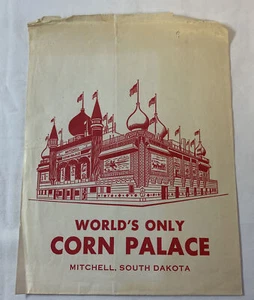 WORLD'S ONLY
CORN PALACE
MITCHELL, SOUTH DAKOTA